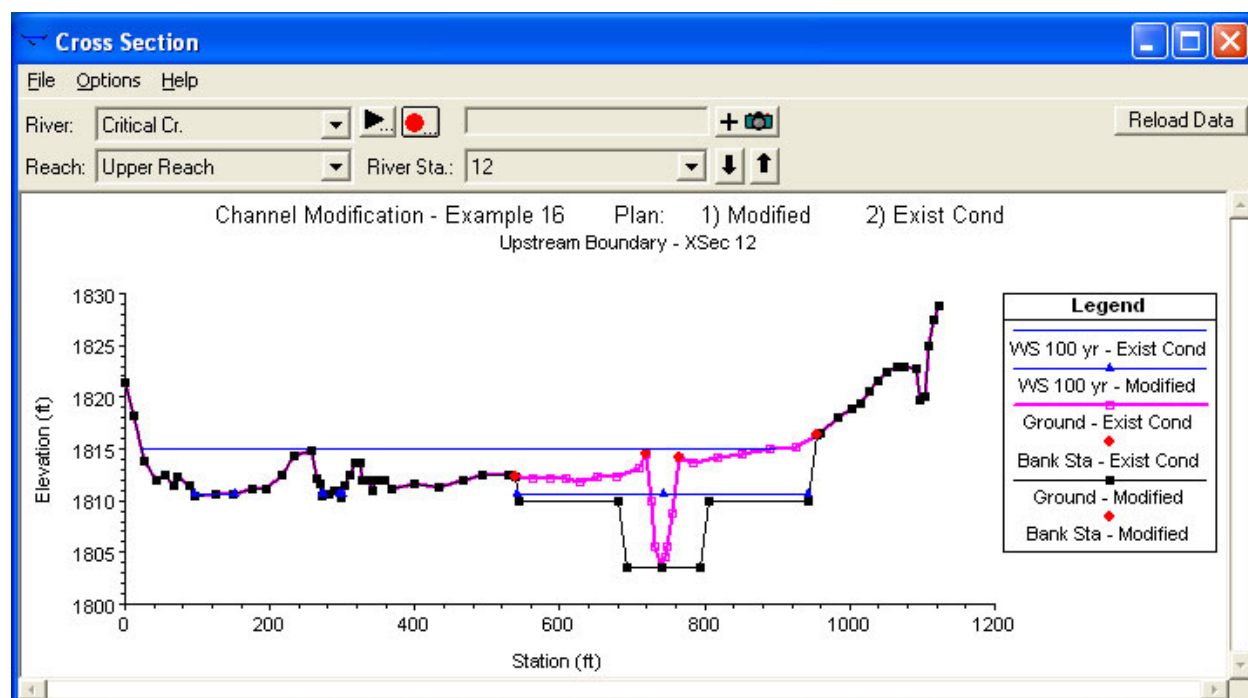 Cross Section
File Options Help
River: Critical Cr. ... ... + Reload Data
Reach: Upper Reach River Sta.: 12
Channel Modification - Example 16 Plan: 1) Modified 2) Exist Cond
Upstream Boundary - XSec 12
1830
1825
1820
1815
1810
1805
1800
Elevation (ft)
0 200 400 600 800 1000 1200
Station (ft)
Legend
WS 100 yr - Exist Cond
WS 100 yr - Modified
Ground - Exist Cond
Bank Sta - Exist Cond
Ground - Modified
Bank Sta - Modified